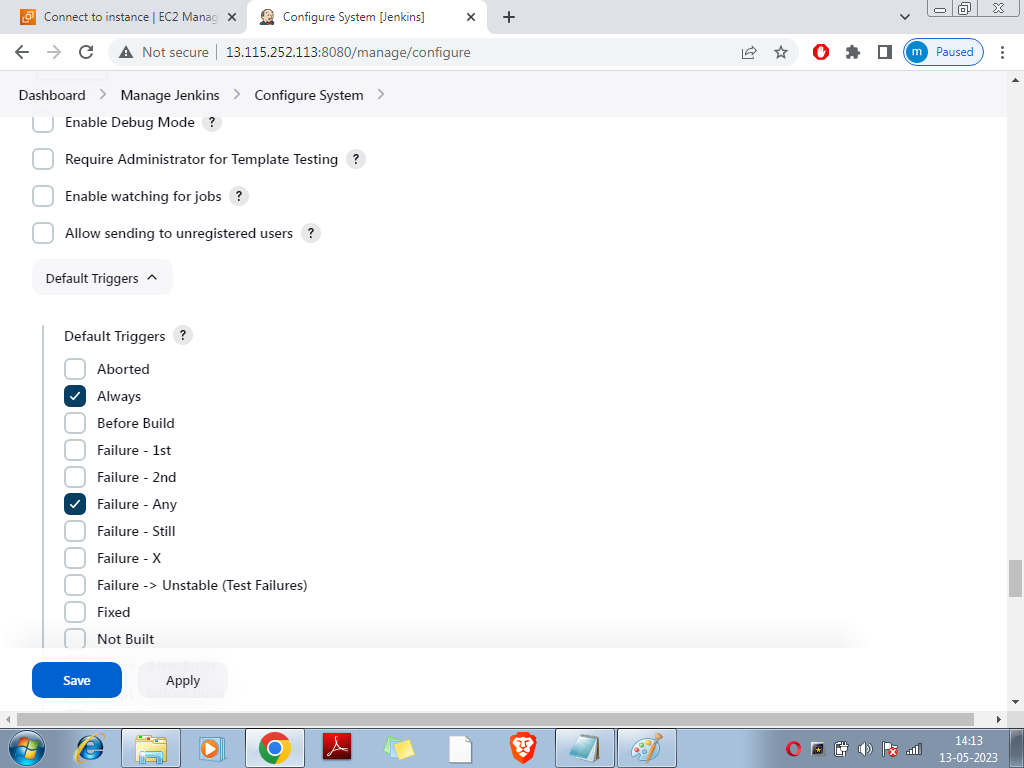 Connect to instance | EC2 Manag
Configure System [Jenkins]
Not secure
13.115.252.113:8080/manage/configure
m
Paused
Dashboard
Manage Jenkins
Configure System
Enable Debug Mode ?
Require Administrator for Template Testing ?
Enable watching for jobs ?
Allow sending to unregistered users ?
Default Triggers
Default Triggers ?
Aborted
Always
Before Build
Failure - 1st
Failure - 2nd
Failure - Any
Failure - Still
Failure - X
Failure -> Unstable (Test Failures)
Fixed
Not Built
Save
Apply
14:13
13-05-2023